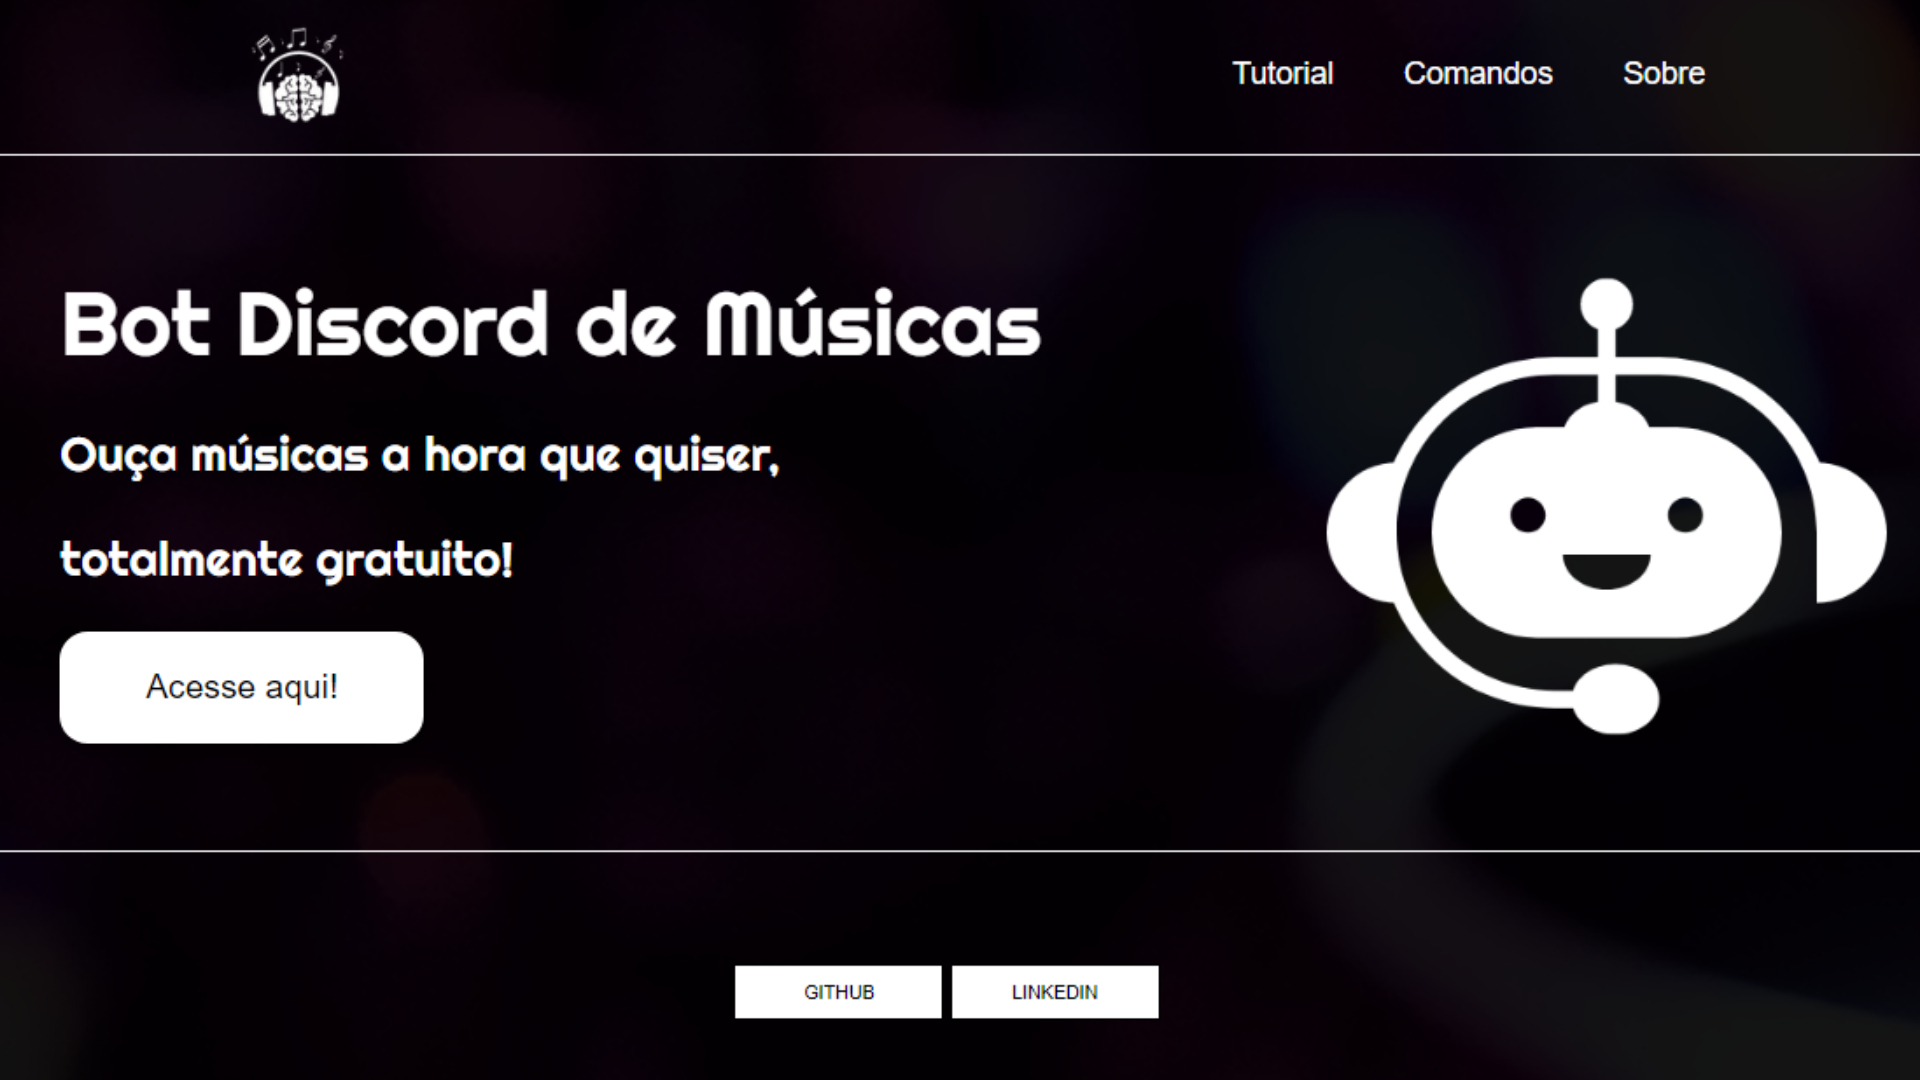 Tutorial Comandos Sobre
Bot Discord de Músicas
Ouça músicas a hora que quiser,
totalmente gratuito!
Acesse aqui!
GITHUB LINKEDIN